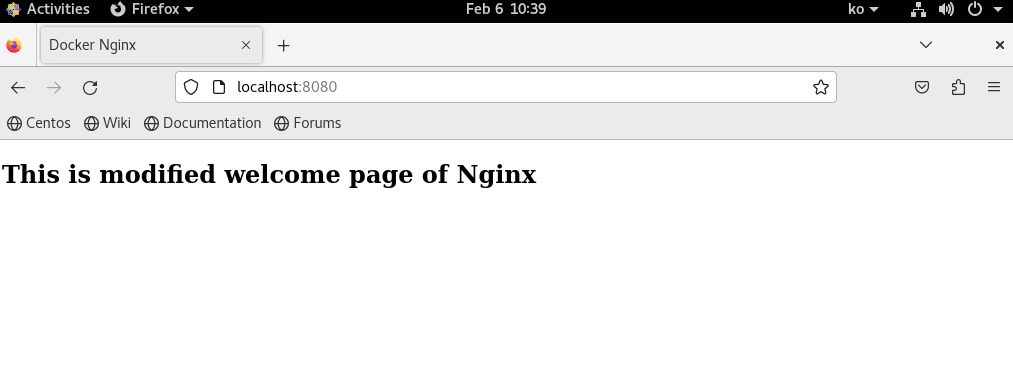 Activities Firefox Feb 6 10:39 ko
Docker Nginx
localhost:8080
Centos Wiki Documentation Forums
This is modified welcome page of Nginx